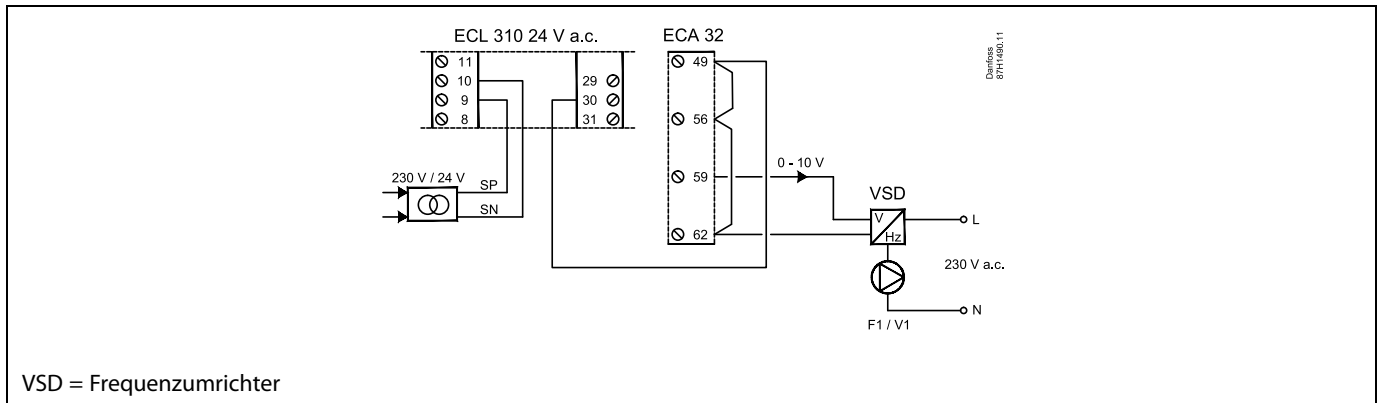 ECL 310 24 V a.c.
ECA 32
Danfoss
87H1490.11
11
10
9
8
29
30
31
49
56
59
62
0 - 10 V
230 V / 24 V
SP
SN
VSD
V
Hz
L
230 V a.c.
N
F1 / V1
VSD = Frequenzumrichter